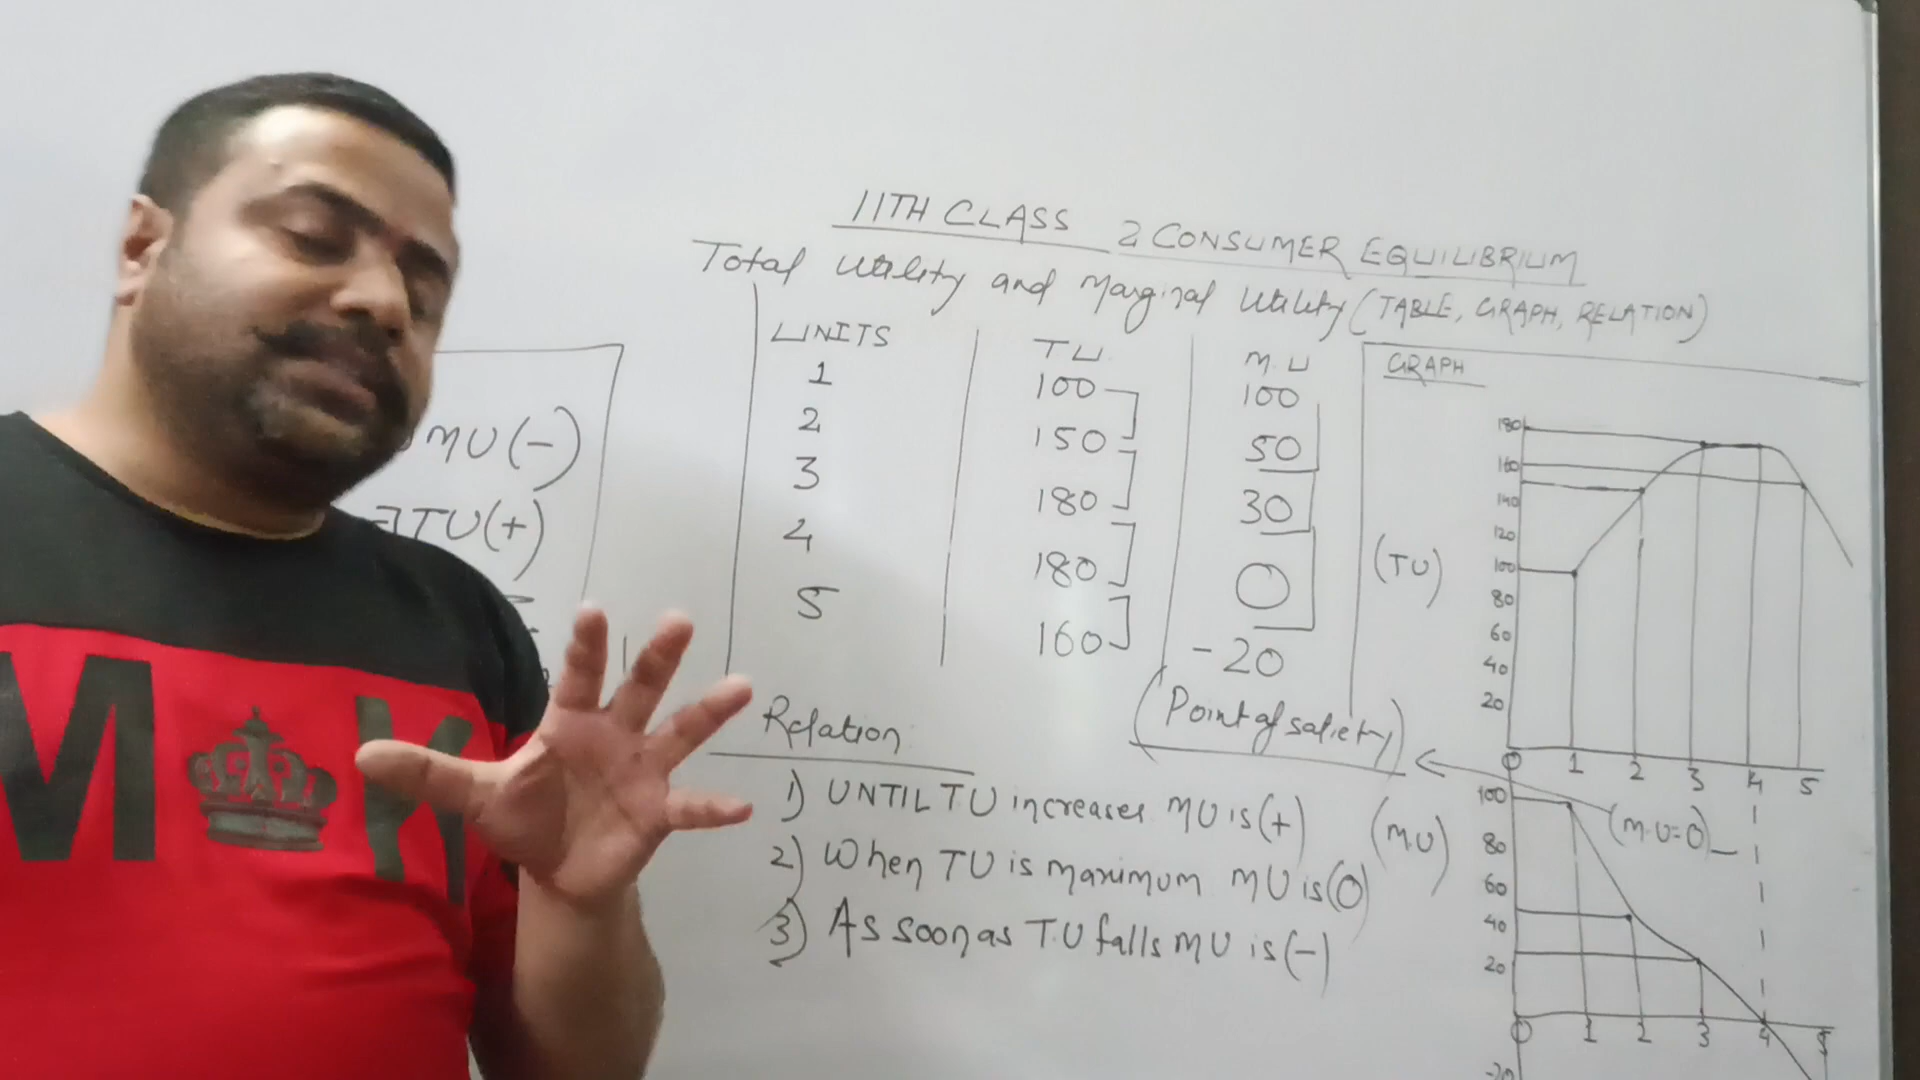 11TH CLASS 2 CONSUMER EQUILIBRIUM
Total Utility and Marginal Utility (TABLE, GRAPH, RELATION)
UNITS TU M.U
1 100 100
2 150 50
3 180 30
4 180 0
5 160 -20
(Point of satiety)
Relation
1) UNTIL TU increases MU is (+)
2) When TU is maximum MU is (0)
3) As soon as T.U falls MU is (-)
GRAPH
(TU)
180
160
140
120
100
80
60
40
20
0 1 2 3 4 5
(M.U)
(M.U=0)
100
80
60
40
20
0 1 2 3 4 5
-20
MU (-)
TU (+)
M K